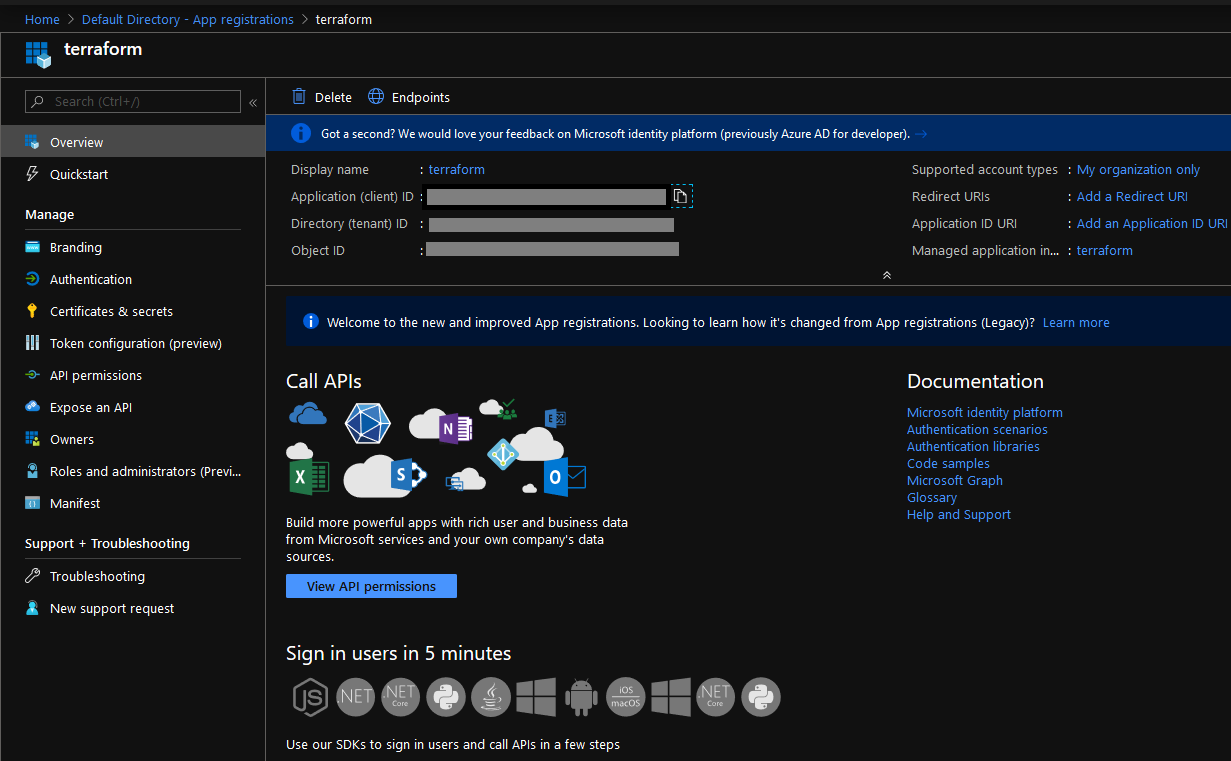 Home > Default Directory - App registrations > terraform
terraform
Search (Ctrl+/)
«
Overview
Quickstart
Manage
Branding
Authentication
Certificates & secrets
Token configuration (preview)
API permissions
Expose an API
Owners
Roles and administrators (Previ...
Manifest
Support + Troubleshooting
Troubleshooting
New support request
Delete
Endpoints
Got a second? We would love your feedback on Microsoft identity platform (previously Azure AD for developer). →
Display name : terraform
Application (client) ID :
Directory (tenant) ID :
Object ID :
Supported account types : My organization only
Redirect URIs : Add a Redirect URI
Application ID URI : Add an Application ID URI
Managed application in... : terraform
Welcome to the new and improved App registrations. Looking to learn how it's changed from App registrations (Legacy)? Learn more
Call APIs
N
X
S
O
Build more powerful apps with rich user and business data
from Microsoft services and your own company's data
sources.
View API permissions
Documentation
Microsoft identity platform
Authentication scenarios
Authentication libraries
Code samples
Microsoft Graph
Glossary
Help and Support
Sign in users in 5 minutes
JS
.NET
.NET
Core
iOS
macOS
.NET
Core
Use our SDKs to sign in users and call APIs in a few steps